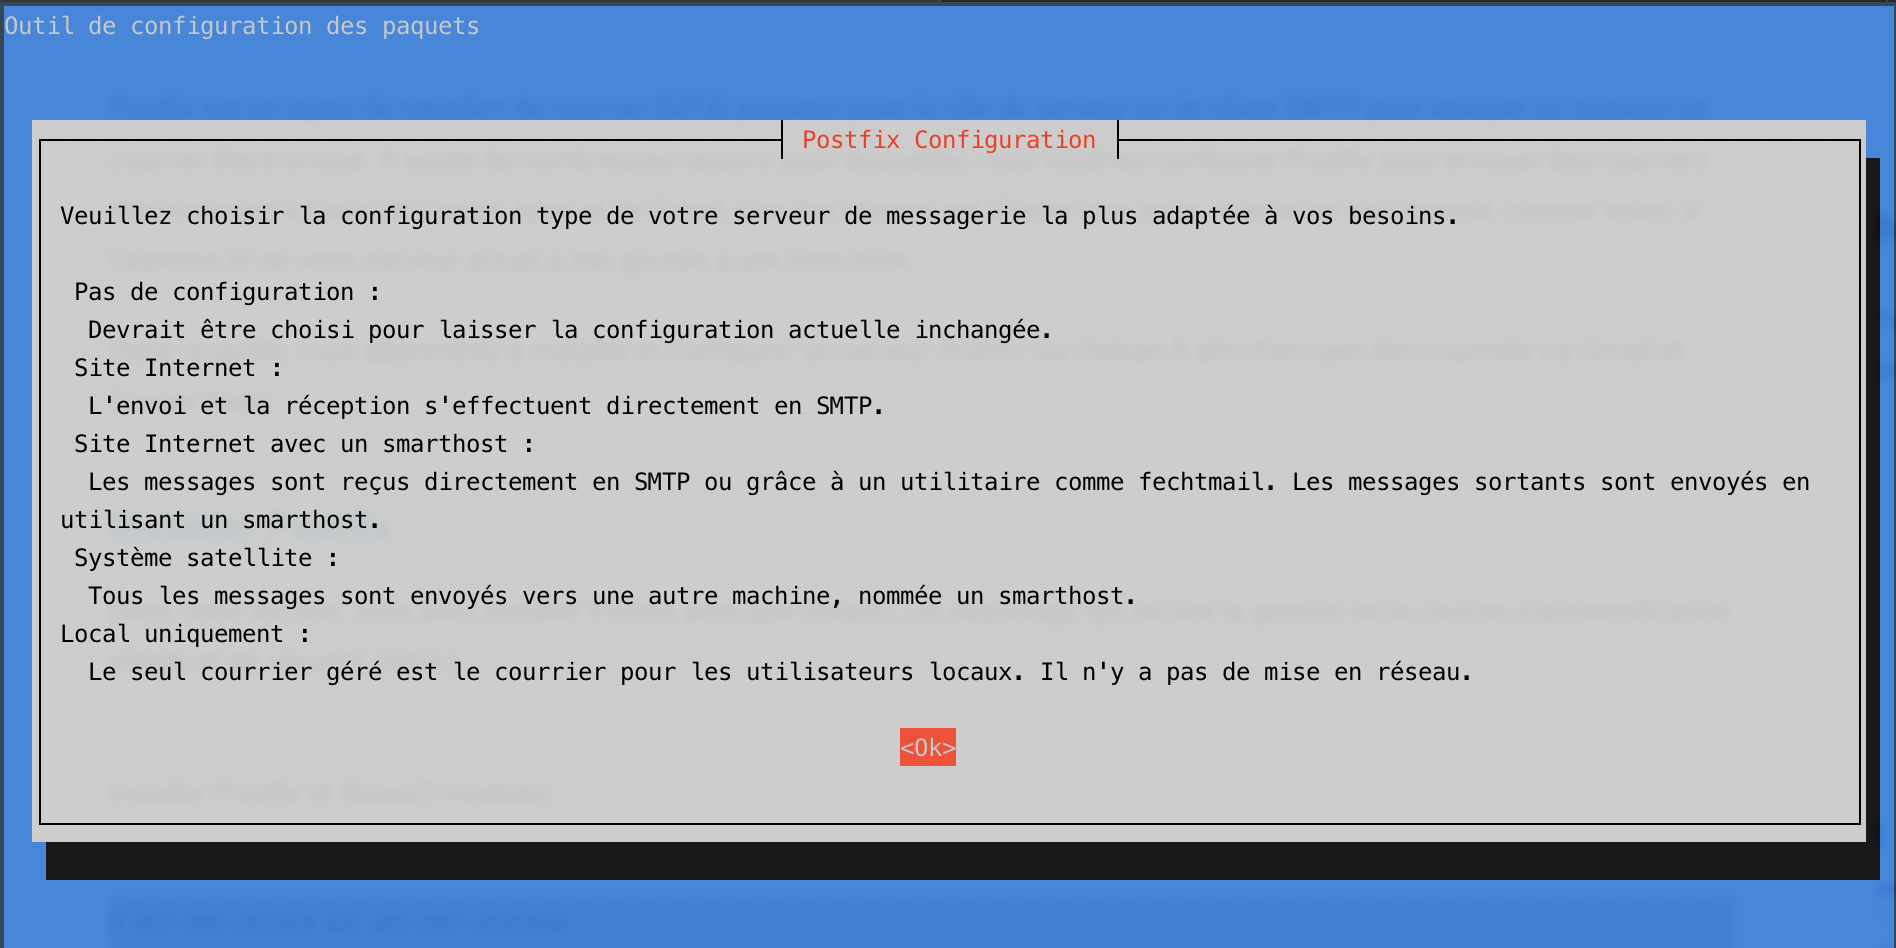 Outil de configuration des paquets
Postfix Configuration
Veuillez choisir la configuration type de votre serveur de messagerie la plus adaptée à vos besoins.
Pas de configuration :
Devrait être choisi pour laisser la configuration actuelle inchangée.
Site Internet :
L'envoi et la réception s'effectuent directement en SMTP.
Site Internet avec un smarthost :
Les messages sont reçus directement en SMTP ou grâce à un utilitaire comme fechtmail. Les messages sortants sont envoyés en
utilisant un smarthost.
Système satellite :
Tous les messages sont envoyés vers une autre machine, nommée un smarthost.
Local uniquement :
Le seul courrier géré est le courrier pour les utilisateurs locaux. Il n'y a pas de mise en réseau.
<Ok>